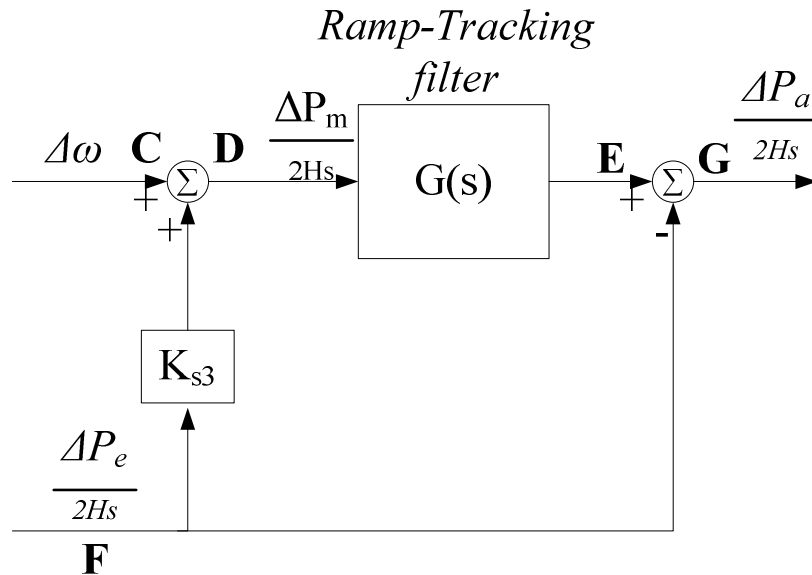 Ramp-Tracking
filter
Δω
C
D
ΔPm
2Hs
G(s)
E
G
ΔPa
2Hs
Σ
Σ
+
+
+
-
Ks3
ΔPe
2Hs
F